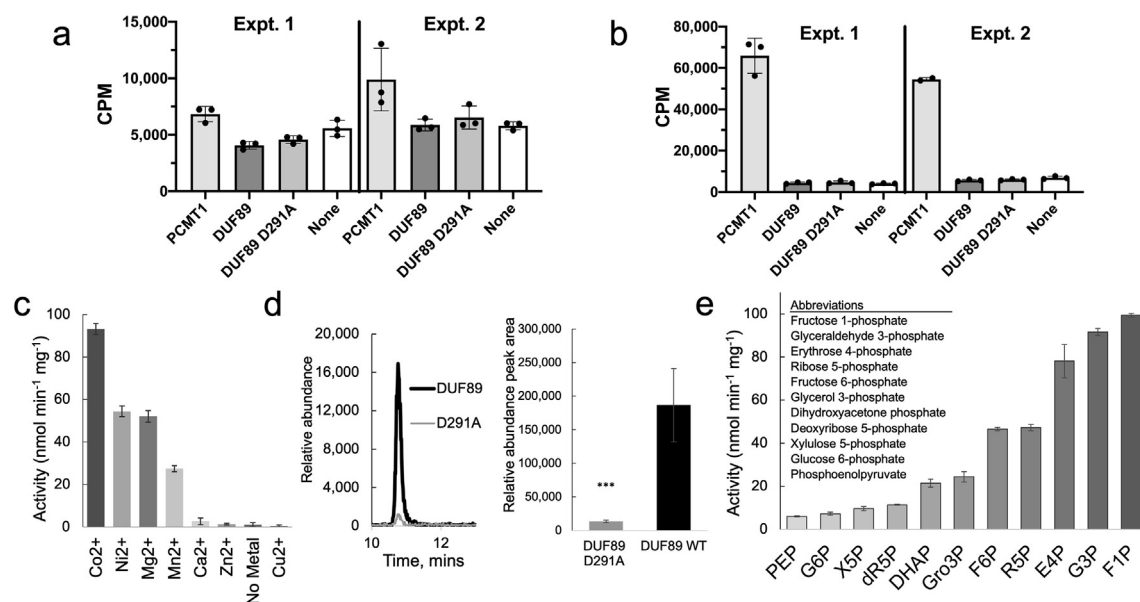 a
Expt. 1
Expt. 2
CPM
15,000
10,000
5,000
0
PCMT1
DUF89
DUF89 D291A
None
PCMT1
DUF89
DUF89 D291A
None
b
Expt. 1
Expt. 2
CPM
80,000
60,000
40,000
20,000
0
PCMT1
DUF89
DUF89 D291A
None
PCMT1
DUF89
DUF89 D291A
None
c
Activity (nmol min⁻¹ mg⁻¹)
100
80
60
40
20
0
Co2+
Ni2+
Mg2+
Mn2+
Ca2+
Zn2+
No Metal
Cu2+
d
Relative abundance
20,000
16,000
12,000
8,000
4,000
0
DUF89
D291A
10
12
Time, mins
Relative abundance peak area
300,000
250,000
200,000
150,000
100,000
50,000
0
***
DUF89
D291A
DUF89 WT
e
Activity (nmol min⁻¹ mg⁻¹)
100
80
60
40
20
0
Abbreviations
Fructose 1-phosphate
Glyceraldehyde 3-phosphate
Erythrose 4-phosphate
Ribose 5-phosphate
Fructose 6-phosphate
Glycerol 3-phosphate
Dihydroxyacetone phosphate
Deoxyribose 5-phosphate
Xylulose 5-phosphate
Glucose 6-phosphate
Phosphoenolpyruvate
PEP
G6P
X5P
dR5P
DHAP
Gro3P
F6P
R5P
E4P
G3P
F1P